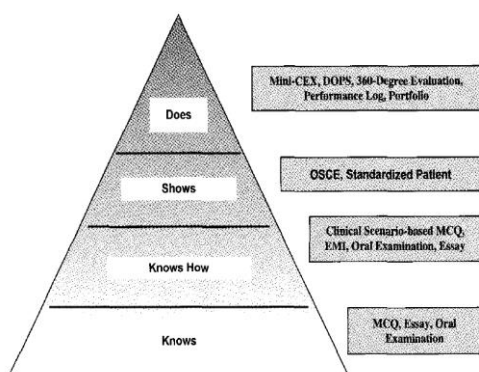 Mini-CEX, DOPS, 360-Degree Evaluation,
Performance Log, Portfolio
Does
OSCE, Standardized Patient
Shows
Clinical Scenario-based MCQ,
EMI, Oral Examination, Essay
Knows How
MCQ, Essay, Oral
Examination
Knows